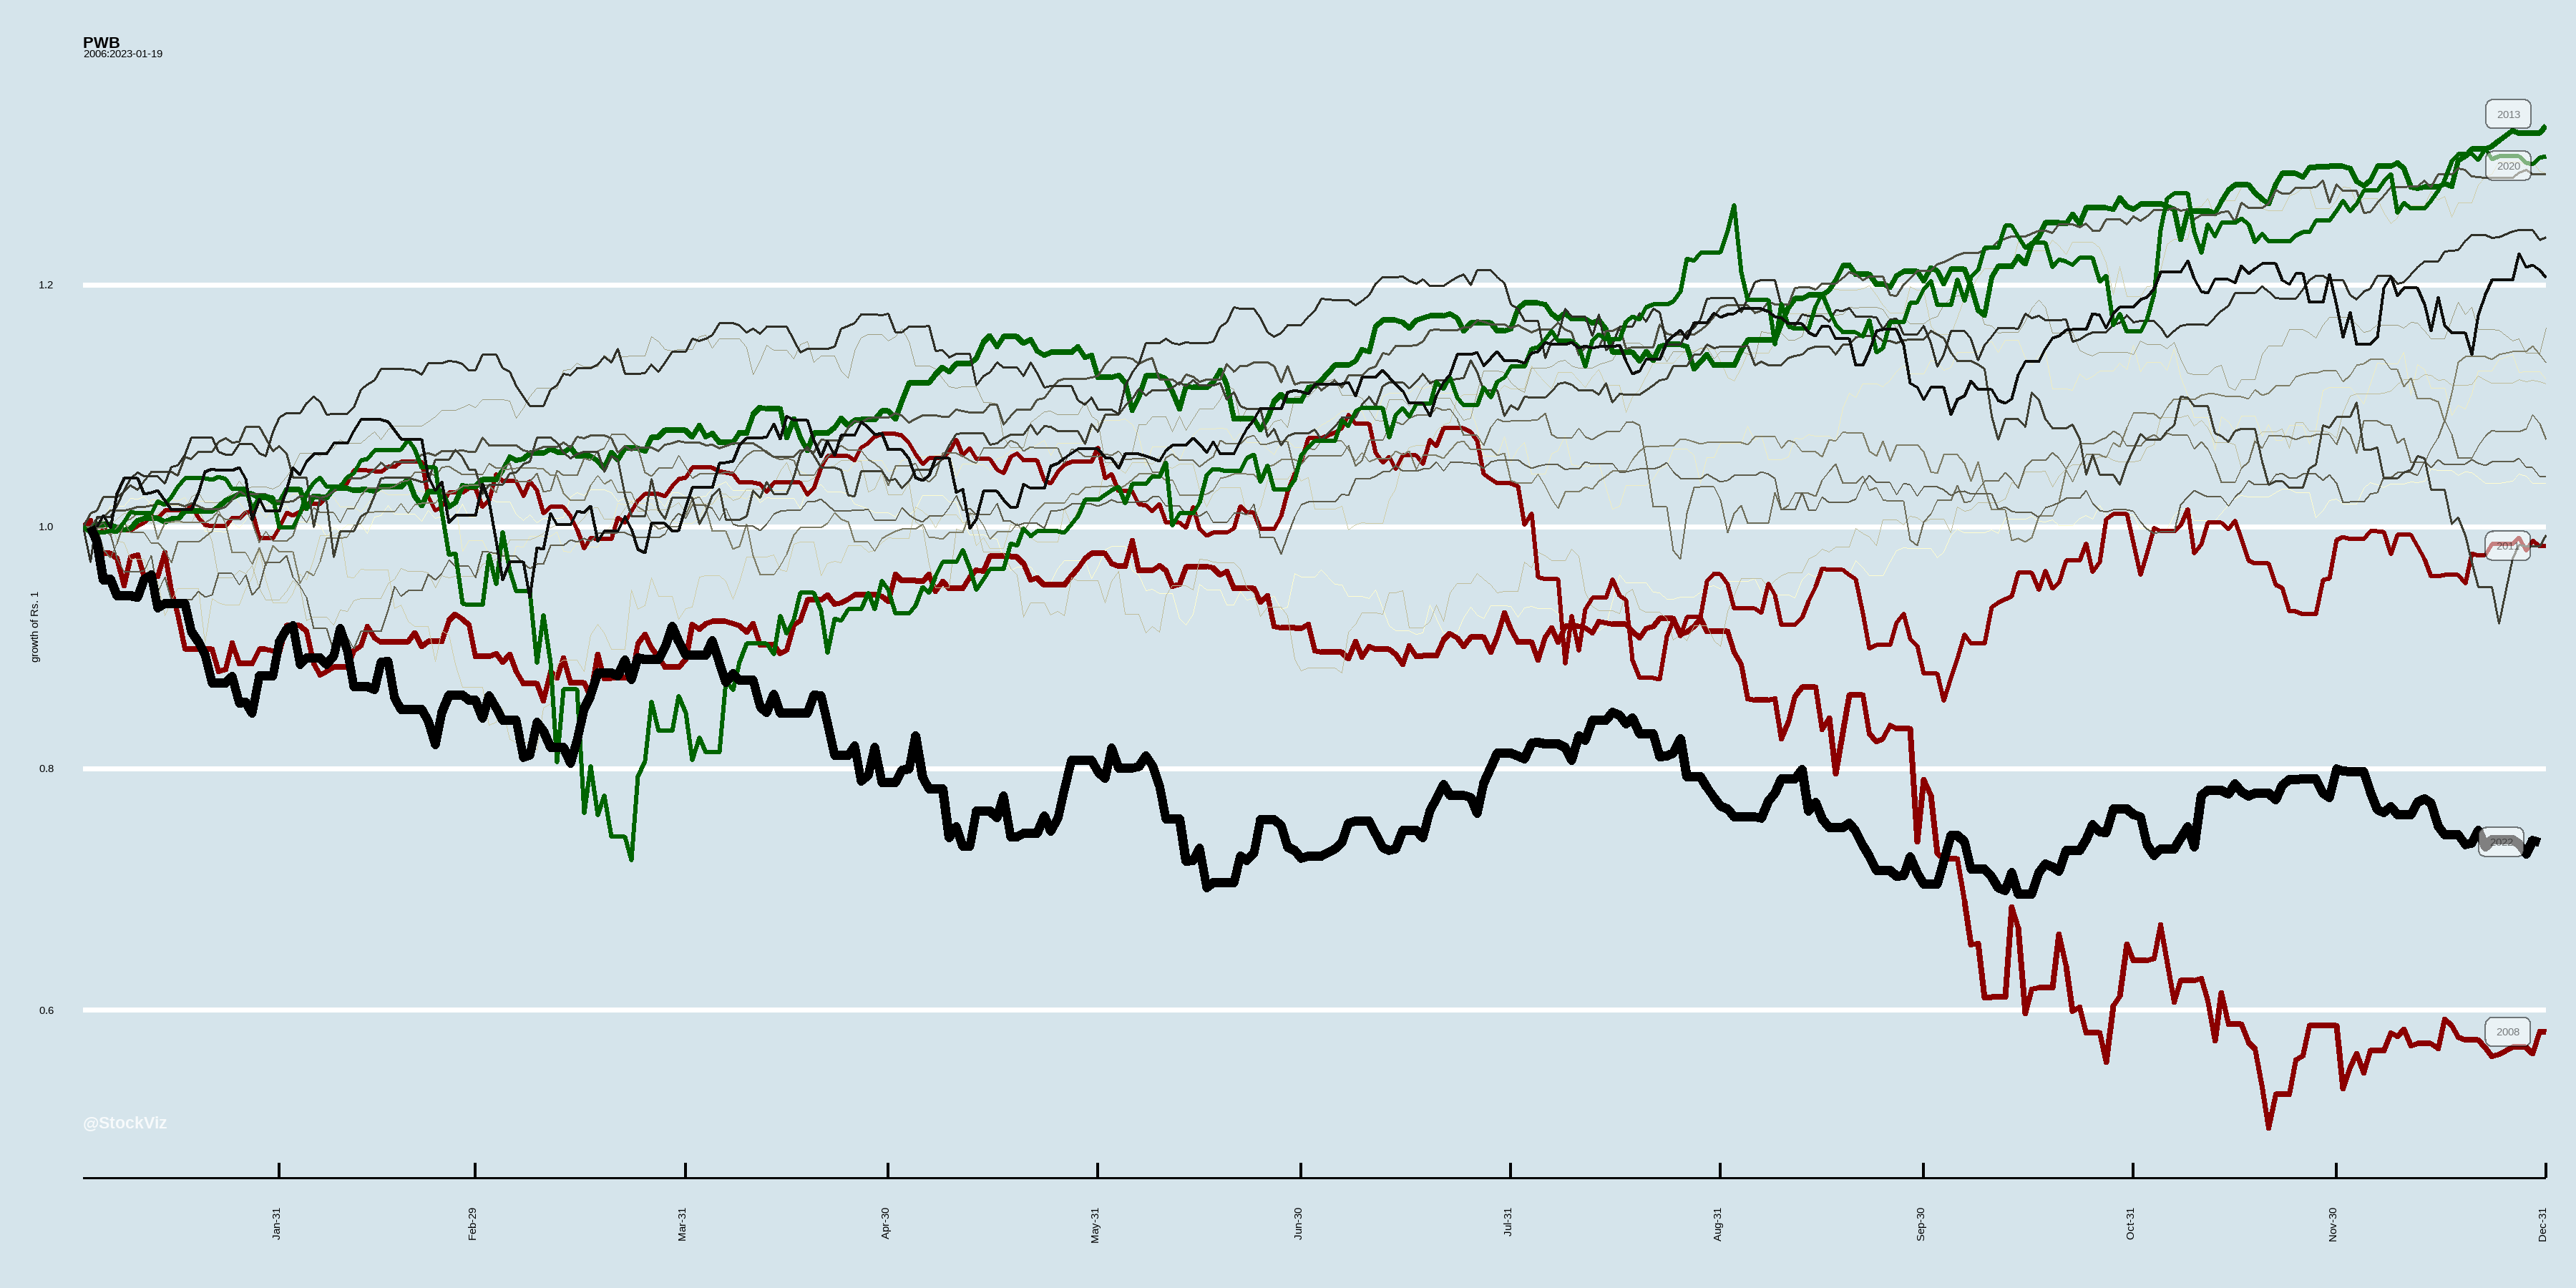 PWB
2006:2023-01-19
2013
2020
1.2
1.0
2011
growth of Rs. 1
0.8
2022
0.6
2008
@StockViz
Jan-31
Feb-29
Mar-31
Apr-30
May-31
Jun-30
Jul-31
Aug-31
Sep-30
Oct-31
Nov-30
Dec-31